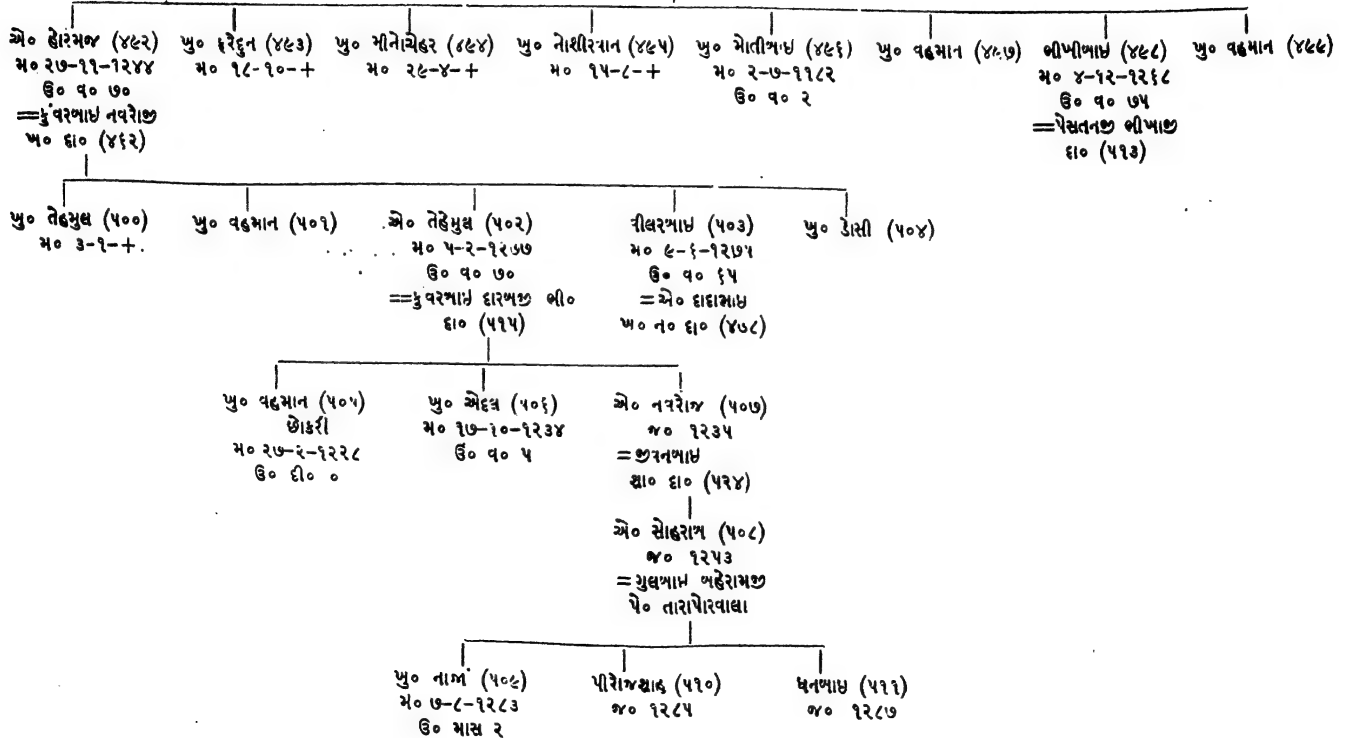 એ૦ હોરમજ (૪૯૨)
મ૦ ૨૭-૧૧-૧૨૪૪
ઉ૦ વ૦ ૭૦
==કુંવરબાઇ નવરોજી
ખ૦ દા૦ (૪૬૨)
ખુ૦ ફરેદુન (૪૯૩)
મ૦ ૧૮-૧૦-+
ખુ૦ મીનોચેહર (૪૯૪)
મ૦ ૨૯-૪-+
ખુ૦ નોશીરવાન (૪૯૫)
મ૦ ૧૫-૮-+
ખુ૦ મોતીબાઇ (૪૯૬)
મ૦ ૨-૭-૧૧૮૨
ઉ૦ વ૦ ૨
ખુ૦ વહમાન (૪૯૭)
ભીખીબાઇ (૪૯૮)
મ૦ ૪-૧૨-૧૨૬૮
ઉ૦ વ૦ ૭૫
==પેસતનજી ભીખાજી
દા૦ (૫૧૩)
ખુ૦ વહમાન (૪૯૯)
ખુ૦ તેહમુલ (૫૦૦)
મ૦ ૩-૧-+
ખુ૦ વહમાન (૫૦૧)
એ૦ તેહેમુલ (૫૦૨)
મ૦ ૫-૨-૧૨૭૭
ઉ૦ વ૦ ૭૦
==કુંવરબાઇ દારબજી ભી૦
દા૦ (૫૧૫)
વીલરબાઇ (૫૦૩)
મ૦ ૯-૬-૧૨૭૫
ઉ૦ વ૦ ૬૫
=એ૦ દાદાભાઇ
ખ૦ ન૦ દા૦ (૪૭૮)
ખુ૦ ડોસી (૫૦૪)
ખુ૦ વહમાન (૫૦૫)
છોકરી
મ૦ ૨૭-૨-૧૨૨૮
ઉ૦ દી૦ ૦
ખુ૦ એદલ (૫૦૬)
મ૦ ૧૭-૧૦-૧૨૩૪
ઉ૦ વ૦ ૫
એ૦ નવરોજ (૫૦૭)
જ૦ ૧૨૩૫
=જીવનબાઇ
શા૦ દા૦ (૫૨૪)
એ૦ સોહરાબ (૫૦૮)
જ૦ ૧૨૫૩
=ગુલબાઇ બહેરામજી
પે૦ તારાપોરવાલા
ખુ૦ નાજાં (૫૦૯)
મ૦ ૭-૮-૧૨૮૩
ઉ૦ માસ ૨
પીરોજશાહ (૫૧૦)
જ૦ ૧૨૮૫
ધનબાઇ (૫૧૧)
જ૦ ૧૨૮૭